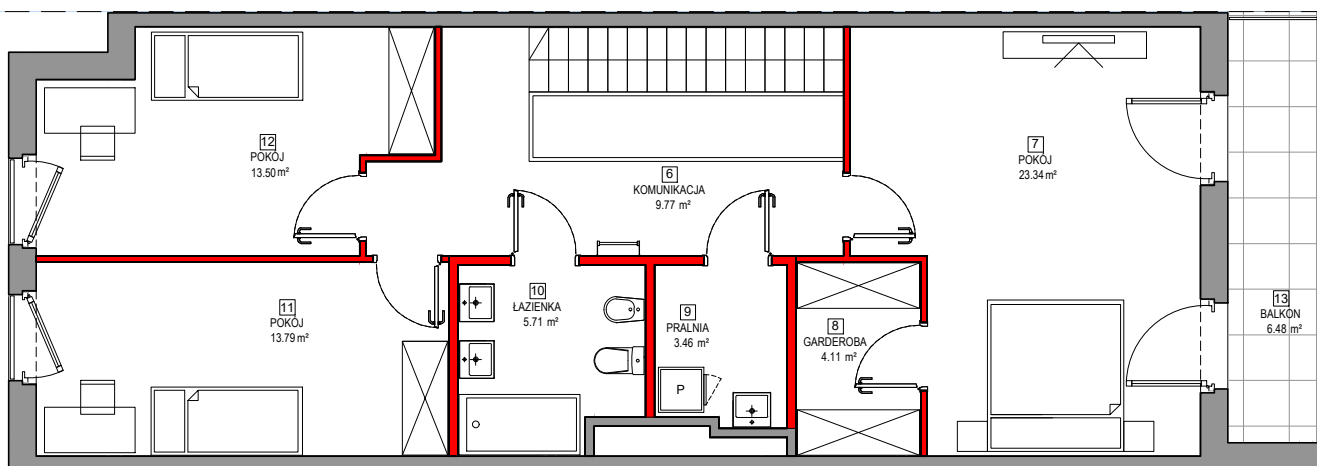 12
POKÓJ
13.50 m²
6
KOMUNIKACJA
9.77 m²
7
POKÓJ
23.34 m²
11
POKÓJ
13.79 m²
10
ŁAZIENKA
5.71 m²
9
PRALNIA
3.46 m²
P
8
GARDEROBA
4.11 m²
13
BALKON
6.48 m²